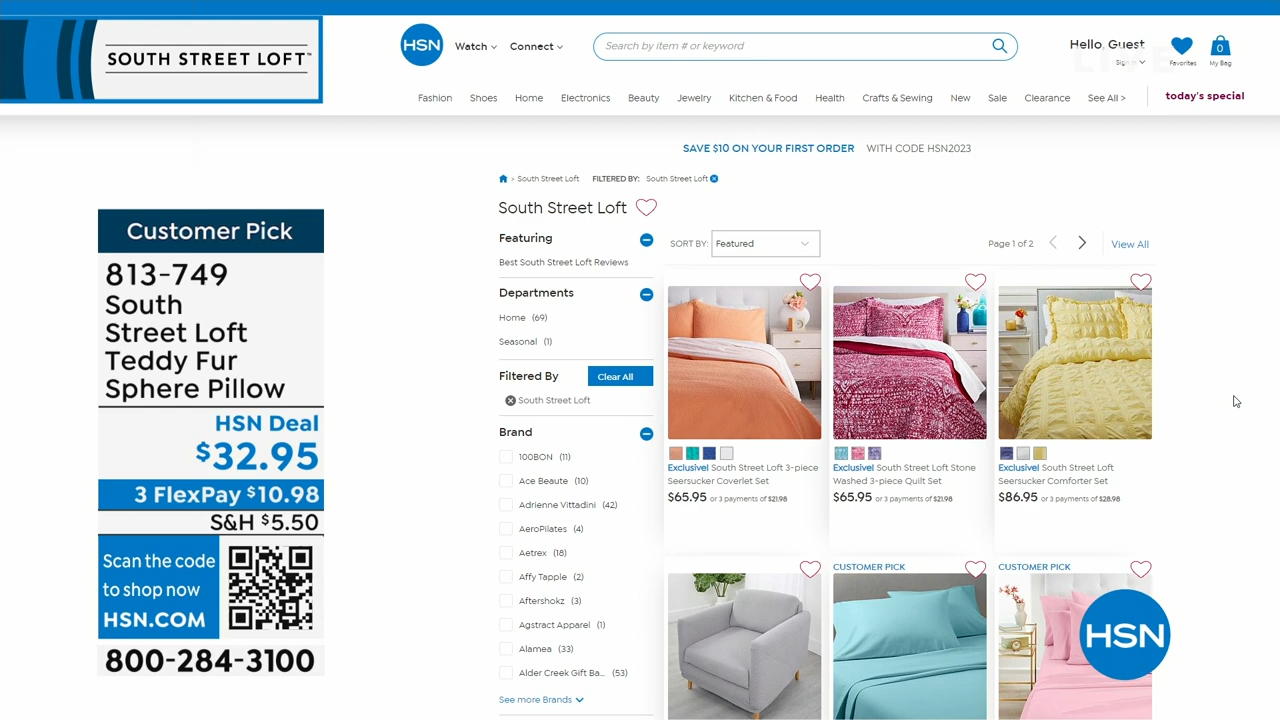 SOUTH STREET LOFT™
HSN
Watch
Connect
Search by item # or keyword
Hello, Guest
Favorites
0
My Bag
Fashion
Shoes
Home
Electronics
Beauty
Jewelry
Kitchen & Food
Health
Crafts & Sewing
New
Sale
Clearance
See All >
today's special
SAVE $10 ON YOUR FIRST ORDER WITH CODE HSN2023
> South Street Loft FILTERED BY: South Street Loft
South Street Loft
Featuring
Best South Street Loft Reviews
Departments
Home (69)
Seasonal (1)
Filtered By
Clear All
South Street Loft
Brand
100BON (11)
Ace Beaute (10)
Adrienne Vittadini (42)
AeroPilates (4)
Aetrex (18)
Affy Tapple (2)
Aftershokz (3)
Agstract Apparel (1)
Alamea (33)
Alder Creek Gift Ba... (53)
See more Brands
SORT BY: Featured
Page 1 of 2
View All
Exclusive! South Street Loft 3-piece
Seersucker Coverlet Set
$65.95 or 3 payments of $21.98
Exclusive! South Street Loft Stone
Washed 3-piece Quilt Set
$65.95 or 3 payments of $21.98
Exclusive! South Street Loft
Seersucker Comforter Set
$86.95 or 3 payments of $28.98
CUSTOMER PICK
CUSTOMER PICK
HSN
Customer Pick
813-749
South
Street Loft
Teddy Fur
Sphere Pillow
HSN Deal
$32.95
3 FlexPay $10.98
S&H $5.50
Scan the code
to shop now
HSN.COM
800-284-3100